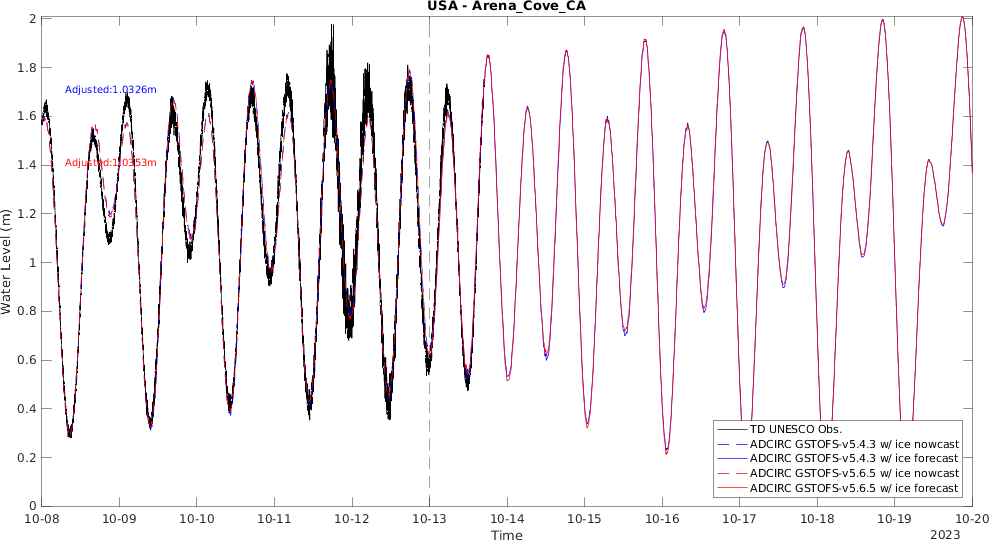 USA - Arena_Cove_CA
2
1.8
1.6
1.4
1.2
1
0.8
0.6
0.4
0.2
0
Water Level (m)
Adjusted:1.0326m
Adjusted:1.0353m
TD UNESCO Obs.
ADCIRC GSTOFS-v5.4.3 w/ ice nowcast
ADCIRC GSTOFS-v5.4.3 w/ ice forecast
ADCIRC GSTOFS-v5.6.5 w/ ice nowcast
ADCIRC GSTOFS-v5.6.5 w/ ice forecast
10-08 10-09 10-10 10-11 10-12 10-13 10-14 10-15 10-16 10-17 10-18 10-19 10-20
Time
2023